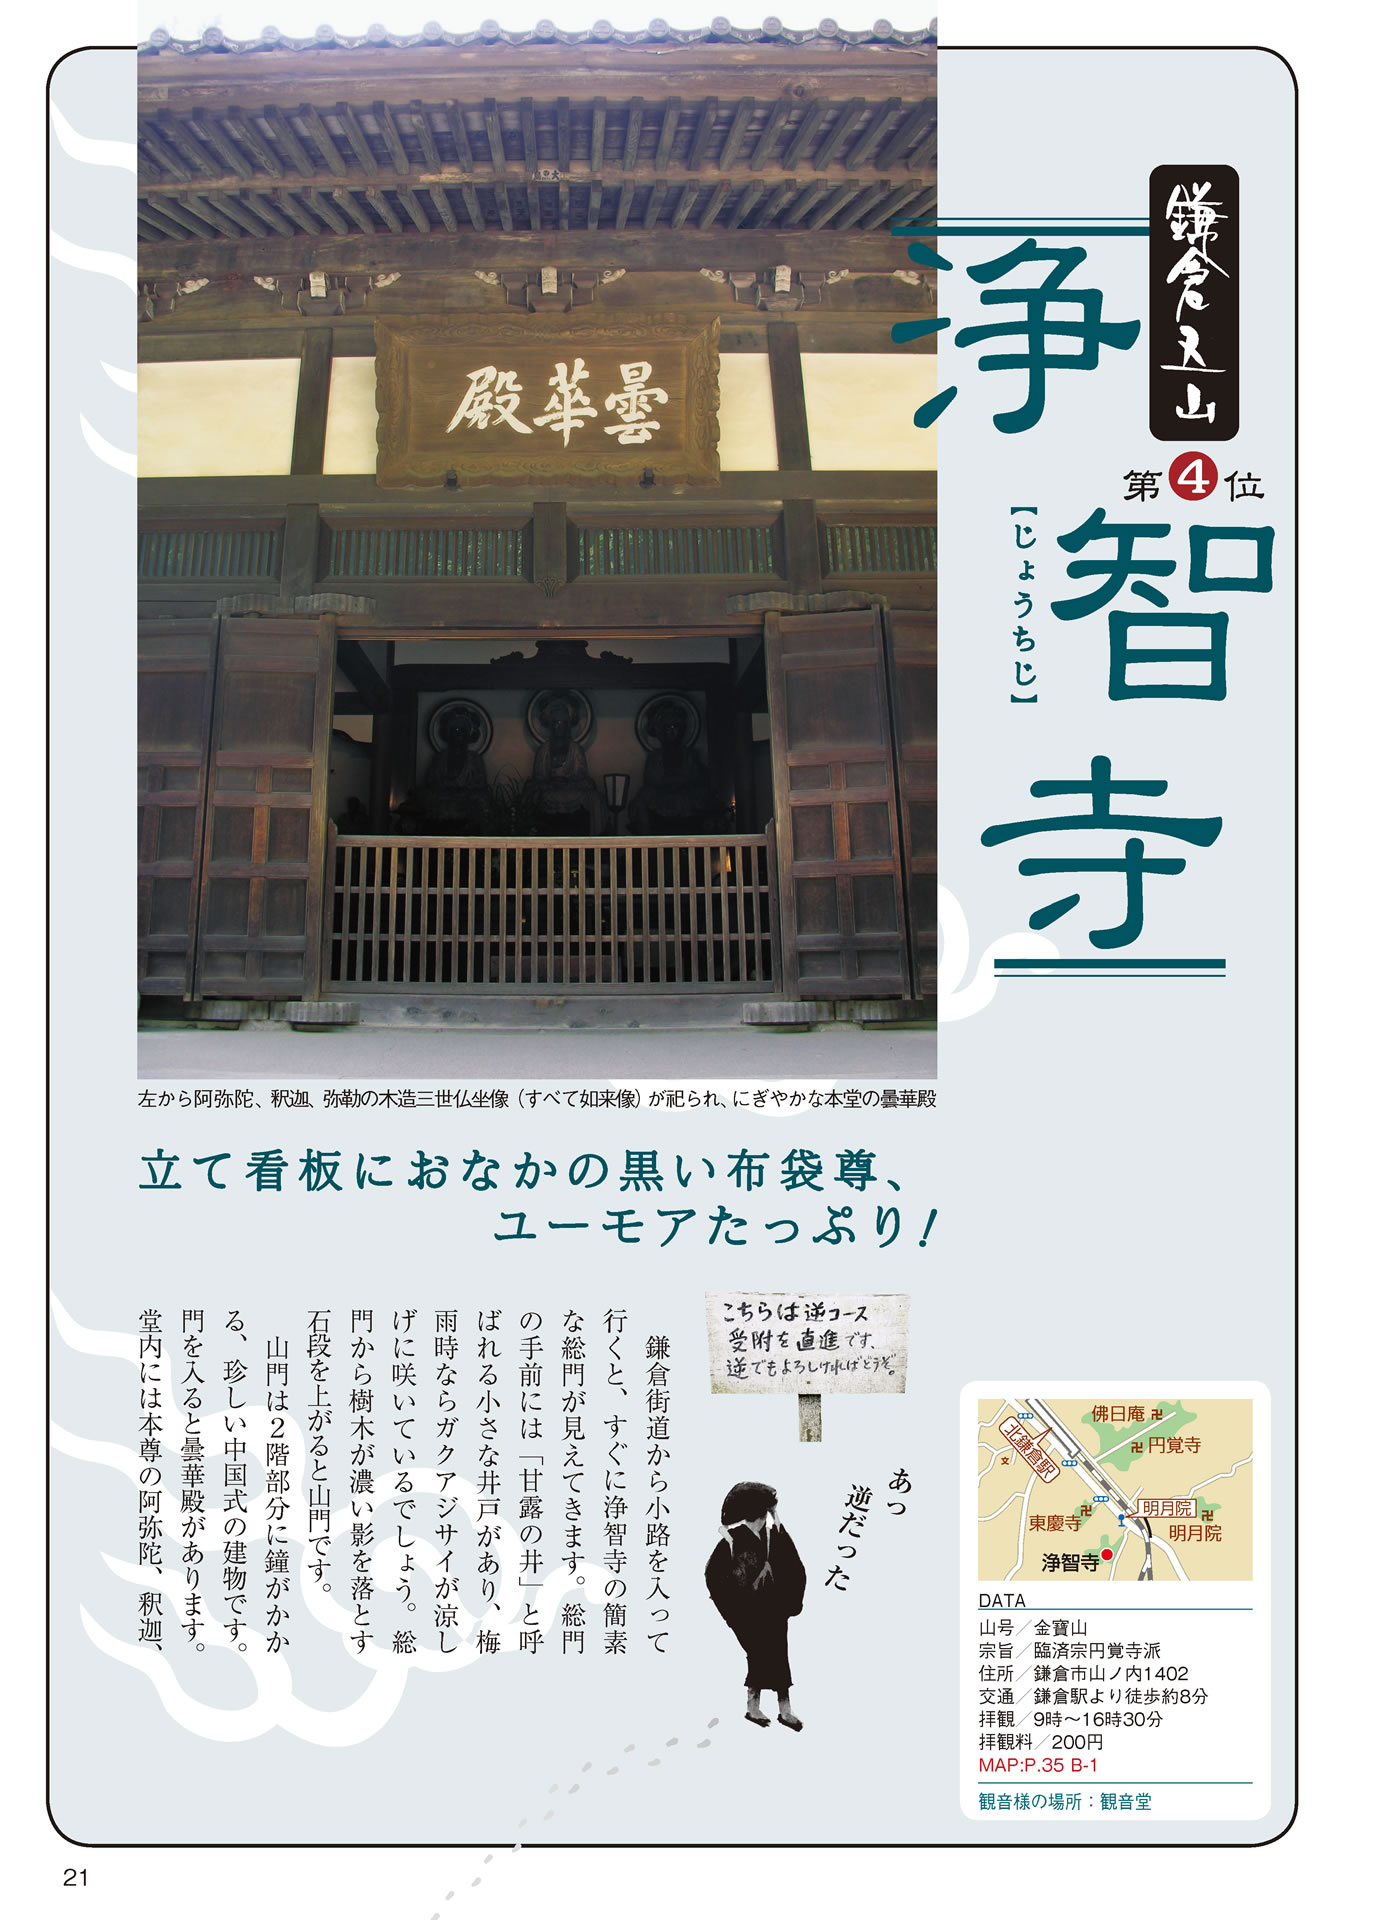 鎌倉五山
第4位
浄智寺
【じょうちじ】
曇華殿
左から阿弥陀、釈迦、弥勒の木造三世仏坐像（すべて如来像）が祀られ、にぎやかな本堂の曇華殿
立て看板におなかの黒い布袋尊、
ユーモアたっぷり！
こちらは逆コース
受附を直進です、
逆でもよろしければどうぞ。
あっ
逆だった
鎌倉街道から小路を入って
行くと、すぐに浄智寺の簡素
な総門が見えてきます。総門
の手前には「甘露の井」と呼
ばれる小さな井戸があり、梅
雨時ならガクアジサイが涼し
げに咲いているでしょう。総
門から樹木が濃い影を落とす
石段を上がると山門です。
山門は２階部分に鐘がかか
る、珍しい中国式の建物です。
門を入ると曇華殿があります。
堂内には本尊の阿弥陀、釈迦、
佛日庵
円覚寺
北鎌倉駅
文
明月院
東慶寺
明月院
浄智寺
DATA
山号／金寶山
宗旨／臨済宗円覚寺派
住所／鎌倉市山ノ内1402
交通／鎌倉駅より徒歩約8分
拝観／9時～16時30分
拝観料／200円
MAP:P.35 B-1
観音様の場所：観音堂
21